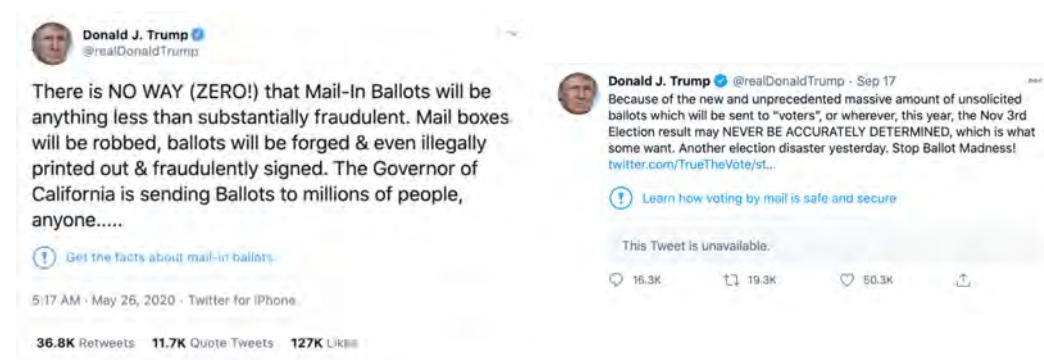 Donald J. Trump
@realDonaldTrump
There is NO WAY (ZERO!) that Mail-In Ballots will be
anything less than substantially fraudulent. Mail boxes
will be robbed, ballots will be forged & even illegally
printed out & fraudulently signed. The Governor of
California is sending Ballots to millions of people,
anyone.....
Get the facts about mail-in ballots
5:17 AM · May 26, 2020 · Twitter for iPhone
36.8K Retweets 11.7K Quote Tweets 127K Likes
Donald J. Trump @realDonaldTrump · Sep 17
Because of the new and unprecedented massive amount of unsolicited
ballots which will be sent to “voters”, or wherever, this year, the Nov 3rd
Election result may NEVER BE ACCURATELY DETERMINED, which is what
some want. Another election disaster yesterday. Stop Ballot Madness!
twitter.com/TrueTheVote/st...
Learn how voting by mail is safe and secure
This Tweet is unavailable.
16.3K 19.3K 50.3K